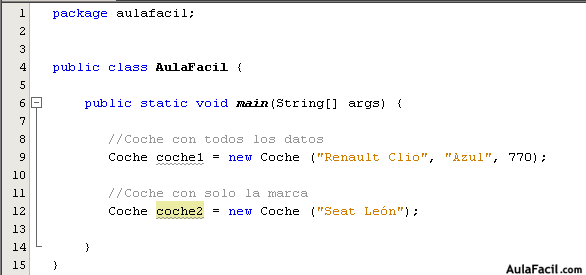 1 package aulafacil;
2
3
4 public class AulaFacil {
5
6 public static void main(String[] args) {
7
8 //Coche con todos los datos
9 Coche coche1 = new Coche ("Renault Clio", "Azul", 770);
10
11 //Coche con solo la marca
12 Coche coche2 = new Coche ("Seat León");
13
14 }
15 }
AulaFacil.com